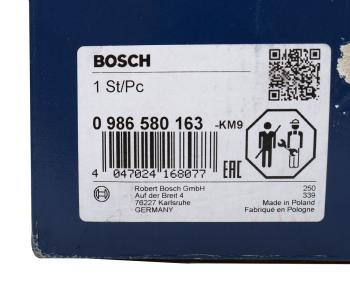 BOSCH
1 St/Pc
0 986 580 163 -KM9
4 047024 168077
EAC
Robert Bosch GmbH
Auf der Breit 4
76227 Karlsruhe
GERMANY
250
339
Made in Poland
Fabriqué en Pologne